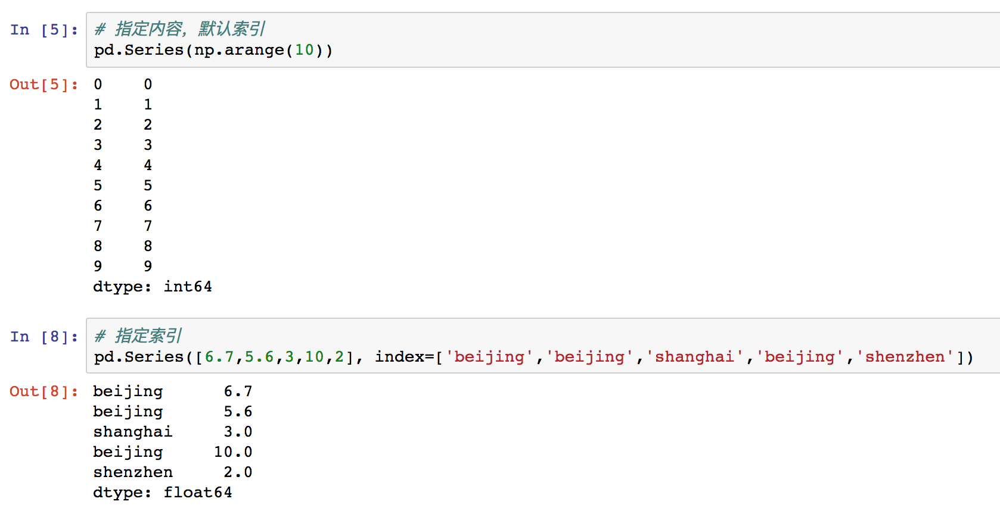 In [5]: # 指定内容，默认索引
pd.Series(np.arange(10))
Out[5]: 0 0
1 1
2 2
3 3
4 4
5 5
6 6
7 7
8 8
9 9
dtype: int64
In [8]: # 指定索引
pd.Series([6.7,5.6,3,10,2], index=['beijing','beijing','shanghai','beijing','shenzhen'])
Out[8]: beijing 6.7
beijing 5.6
shanghai 3.0
beijing 10.0
shenzhen 2.0
dtype: float64